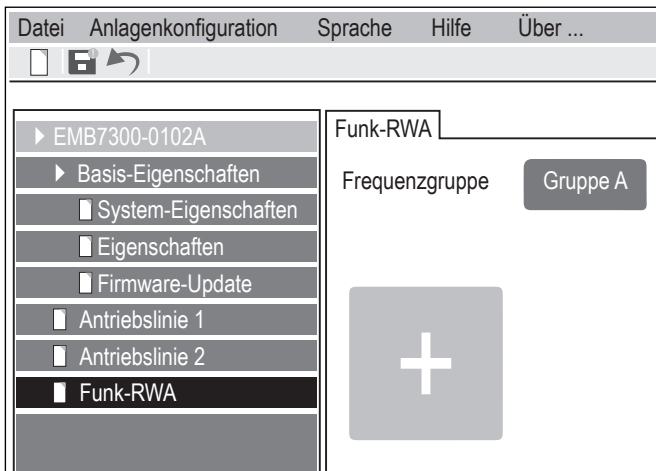 Datei Anlagenkonfiguration Sprache Hilfe Über ...
EMB7300-0102A
Basis-Eigenschaften
System-Eigenschaften
Eigenschaften
Firmware-Update
Antriebslinie 1
Antriebslinie 2
Funk-RWA
Funk-RWA
Frequenzgruppe Gruppe A
+